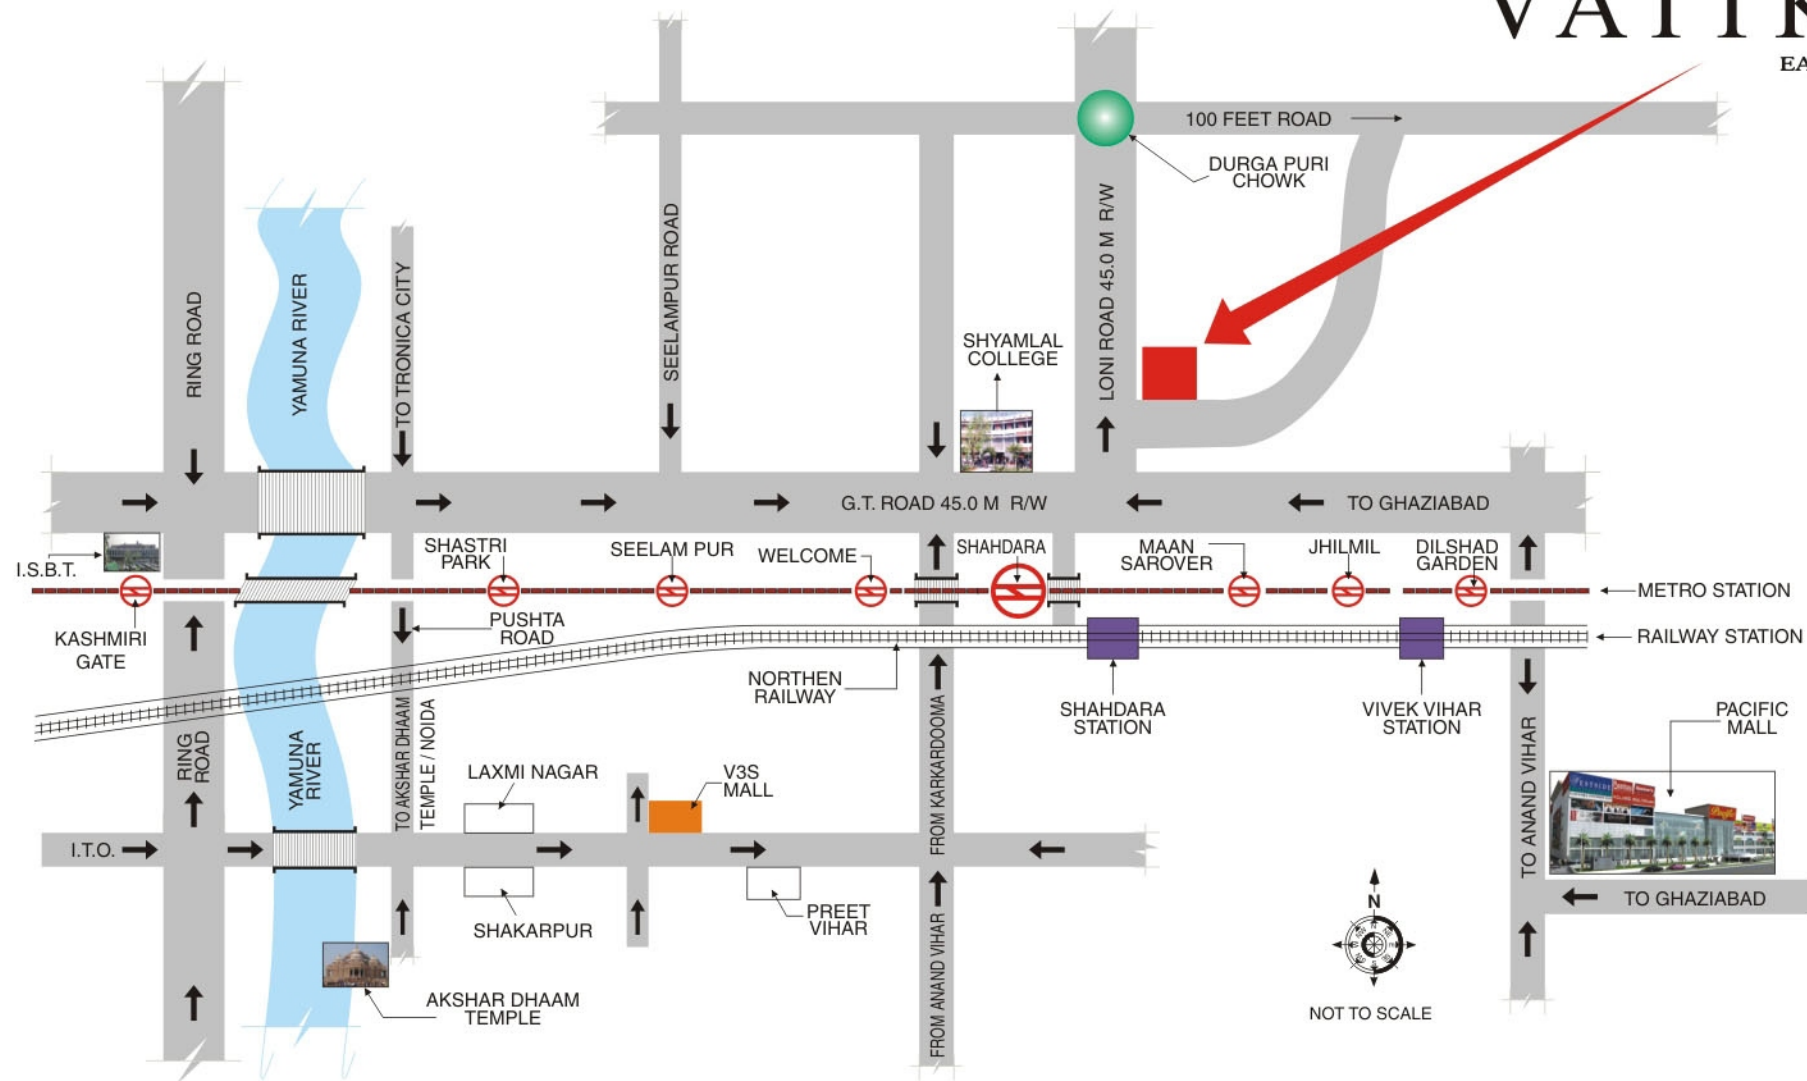 VATIK
EA
100 FEET ROAD
DURGA PURI
CHOWK
RING ROAD
YAMUNA RIVER
TO TRONICA CITY
SEELAMPUR ROAD
LONI ROAD 45.0 M R/W
SHYAMLAL
COLLEGE
G.T. ROAD 45.0 M R/W
TO GHAZIABAD
I.S.B.T.
SHASTRI
PARK
SEELAM PUR
WELCOME
SHAHDARA
MAAN
SAROVER
JHILMIL
DILSHAD
GARDEN
METRO STATION
KASHMIRI
GATE
PUSHTA
ROAD
RAILWAY STATION
NORTHEN
RAILWAY
SHAHDARA
STATION
VIVEK VIHAR
STATION
PACIFIC
MALL
RING
ROAD
YAMUNA
RIVER
TO AKSHAR DHAAM
TEMPLE / NOIDA
LAXMI NAGAR
V3S
MALL
FROM KARKARDOOMA
TO ANAND VIHAR
I.T.O.
SHAKARPUR
PREET
VIHAR
FROM ANAND VIHAR
TO GHAZIABAD
N
AKSHAR DHAAM
TEMPLE
NOT TO SCALE